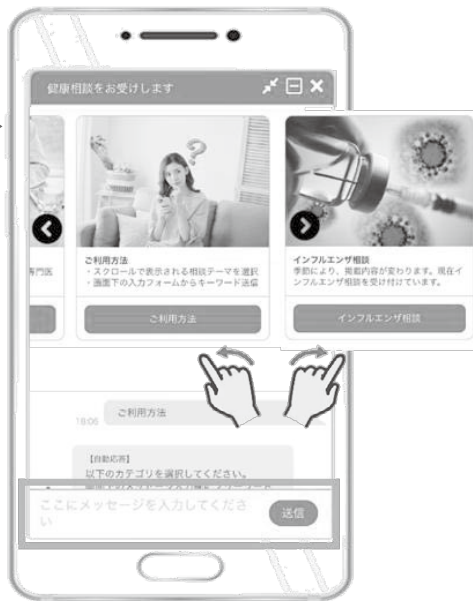 健康相談をお受けします
専門医
ご利用方法
・スクロールで表示される相談テーマを選択
・画面下の入力フォームからキーワード送信
ご利用方法
インフルエンザ相談
季節により、掲載内容が変わります。現在イ
ンフルエンザ相談を受け付けています。
インフルエンザ相談
ご利用方法
【自動応答】
以下のカテゴリを選択してください。
ここにメッセージを入力してくださ
い
送信